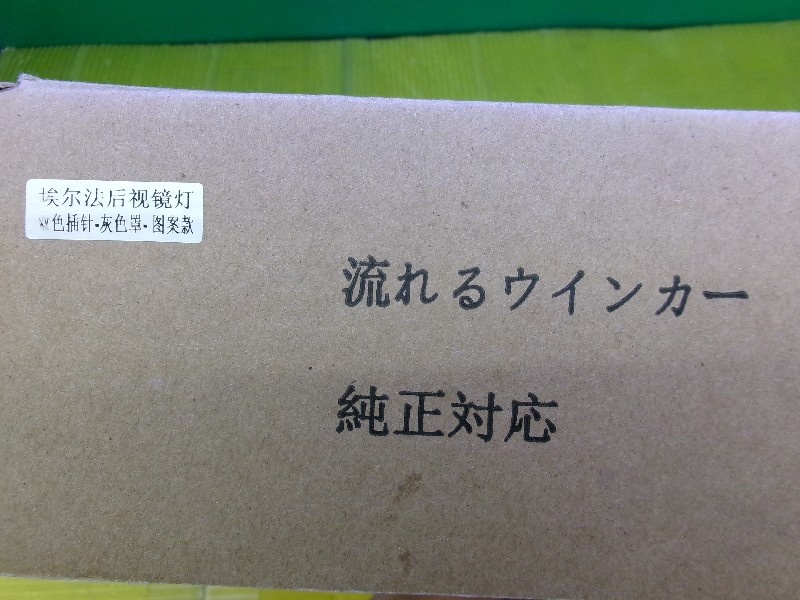 埃尔法后视镜灯
双色插针·灰色罩·图案款
流れるウインカー
純正対応